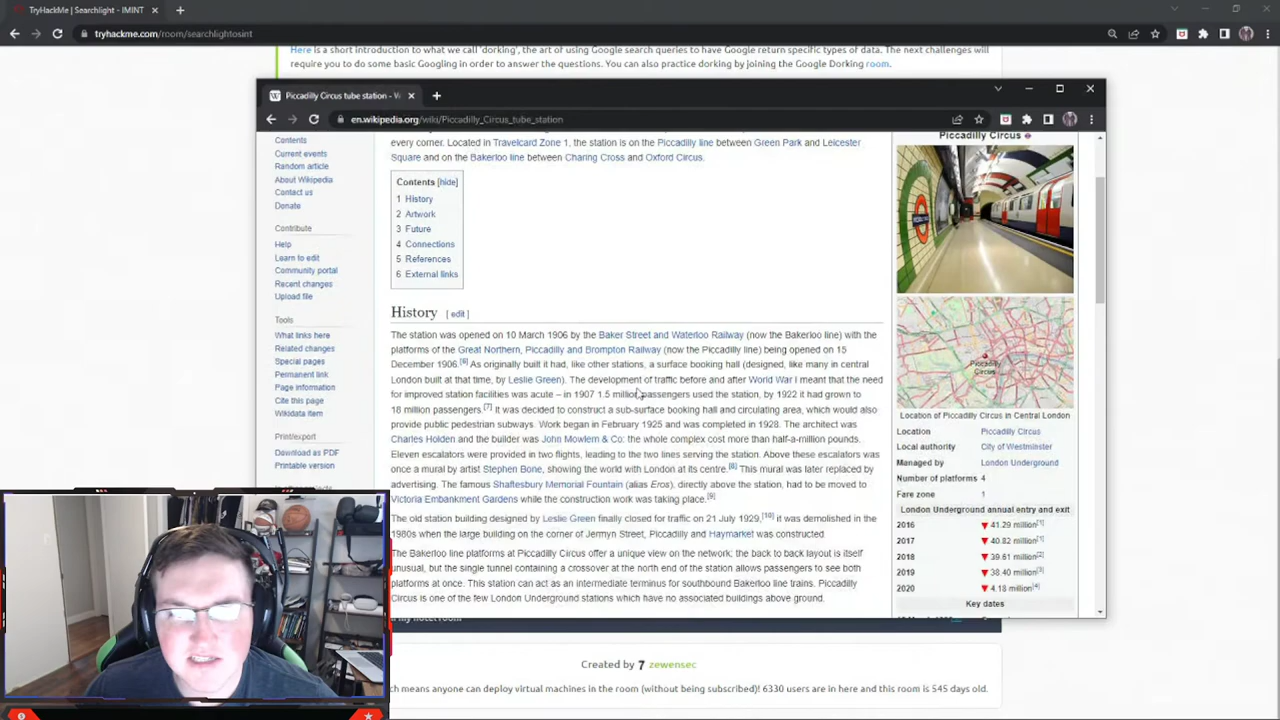 TryHackMe | Searchlight - IMINT
tryhackme.com/room/searchlightosint
Here is a short introduction to what we call 'dorking', the art of using Google search queries to have Google return specific types of data. The next challenges
will require you to do some basic Googling in order to answer the questions. You can also practice dorking by joining the Google Dorking room.
Piccadilly Circus tube station - W
en.wikipedia.org/wiki/Piccadilly_Circus_tube_station
Contents
Current events
Random article
About Wikipedia
Contact us
Donate
Contribute
Help
Learn to edit
Community portal
Recent changes
Upload file
Tools
What links here
Related changes
Special pages
Permanent link
Page information
Cite this page
Wikidata item
Print/export
Download as PDF
Printable version
every corner. Located in Travelcard Zone 1, the station is on the Piccadilly line between Green Park and Leicester
Square and on the Bakerloo line between Charing Cross and Oxford Circus.
Contents [hide]
1 History
2 Artwork
3 Future
4 Connections
5 References
6 External links
History [ edit ]
The station was opened on 10 March 1906 by the Baker Street and Waterloo Railway (now the Bakerloo line) with the
platforms of the Great Northern, Piccadilly and Brompton Railway (now the Piccadilly line) being opened on 15
December 1906.[6] As originally built it had, like other stations, a surface booking hall (designed, like many in central
London built at that time, by Leslie Green). The development of traffic before and after World War I meant that the need
for improved station facilities was acute – in 1907 1.5 million passengers used the station, by 1922 it had grown to
18 million passengers [7] It was decided to construct a sub-surface booking hall and circulating area, which would also
provide public pedestrian subways. Work began in February 1925 and was completed in 1928. The architect was
Charles Holden and the builder was John Mowlem & Co: the whole complex cost more than half-a-million pounds.
Eleven escalators were provided in two flights, leading to the two lines serving the station. Above these escalators was
once a mural by artist Stephen Bone, showing the world with London at its centre.[8] This mural was later replaced by
advertising. The famous Shaftesbury Memorial Fountain (alias Eros), directly above the station, had to be moved to
Victoria Embankment Gardens while the construction work was taking place.[9]
The old station building designed by Leslie Green finally closed for traffic on 21 July 1929,[10] it was demolished in the
1980s when the large building on the corner of Jermyn Street, Piccadilly and Haymarket was constructed.
The Bakerloo line platforms at Piccadilly Circus offer a unique view on the network; the back to back layout is itself
unusual, but the single tunnel containing a crossover at the north end of the station allows passengers to see both
platforms at once. This station can act as an intermediate terminus for southbound Bakerloo line trains. Piccadilly
Circus is one of the few London Underground stations which have no associated buildings above ground.
Piccadilly Circus
Piccadilly
Circus
Location of Piccadilly Circus in Central London
Location Piccadilly Circus
Local authority City of Westminster
Managed by London Underground
Number of platforms 4
Fare zone 1
London Underground annual entry and exit
2016 ▼ 41.29 million[1]
2017 ▼ 40.82 million[1]
2018 ▼ 39.61 million[2]
2019 ▼ 38.40 million[3]
2020 ▼ 4.18 million[4]
Key dates
Created by 7 zewensec
ch means anyone can deploy virtual machines in the room (without being subscribed)! 6330 users are in here and this room is 545 days old.